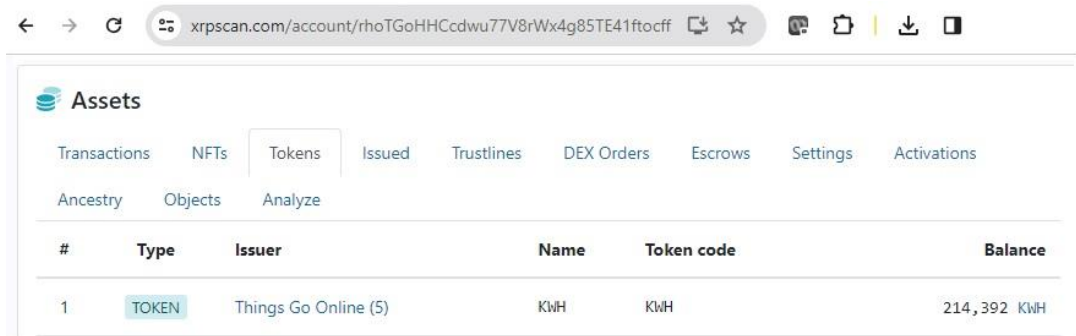 xrpscan.com/account/rhoTGoHHCcdwu77V8rWx4g85TE41ftocff
Assets
Transactions NFTs Tokens Issued Trustlines DEX Orders Escrows Settings Activations
Ancestry Objects Analyze
# Type Issuer Name Token code Balance
1 TOKEN Things Go Online (5) KWH KWH 214,392 KWH